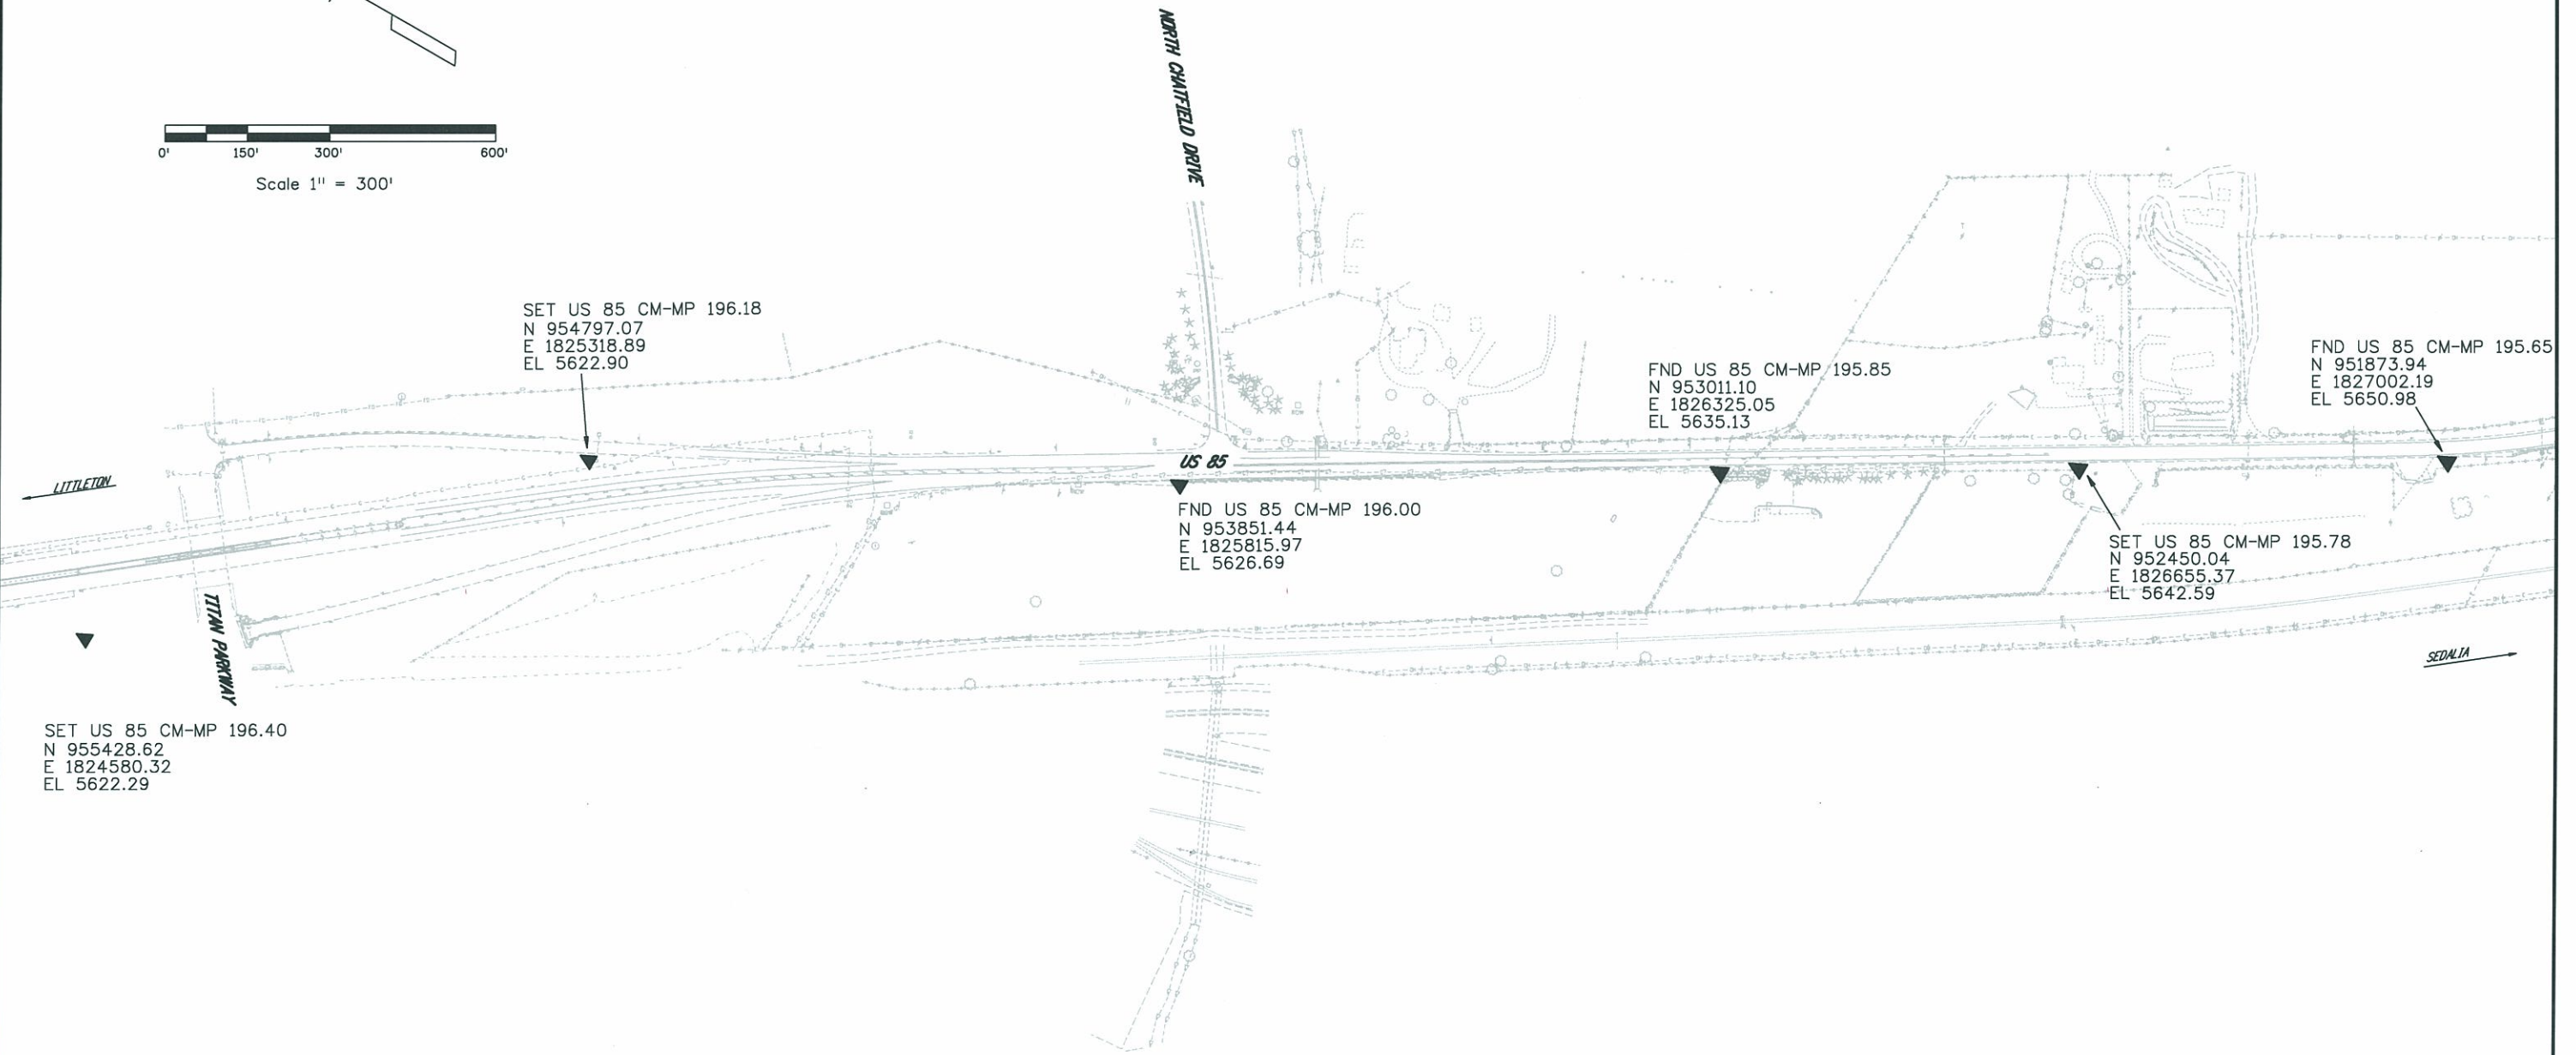 NORTH CHATFIELD DRIVE
0' 150' 300' 600'
Scale 1" = 300'
SET US 85 CM-MP 196.18
N 954797.07
E 1825318.89
EL 5622.90
FND US 85 CM-MP 195.65
N 951873.94
E 1827002.19
EL 5650.98
FND US 85 CM-MP 195.85
N 953011.10
E 1826325.05
EL 5635.13
US 85
LITTLETON
FND US 85 CM-MP 196.00
N 953851.44
E 1825815.97
EL 5626.69
SET US 85 CM-MP 195.78
N 952450.04
E 1826655.37
EL 5642.59
TITAN PARKWAY
SEDALIA
SET US 85 CM-MP 196.40
N 955428.62
E 1824580.32
EL 5622.29